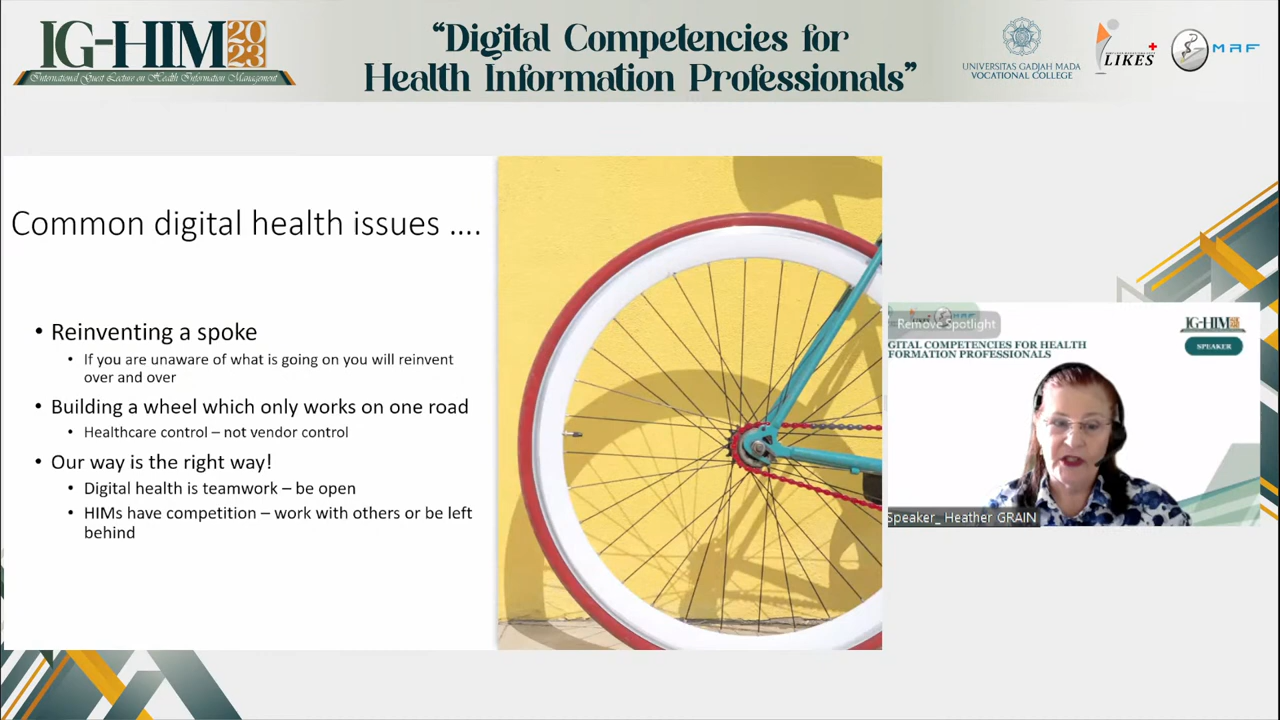 IG-HIM 2023
International Guest Lecture on Health Information Management
“Digital Competencies for
Health Information Professionals”
UNIVERSITAS GADJAH MADA
VOCATIONAL COLLEGE
LIKES
MRF
Common digital health issues ....
• Reinventing a spoke
• If you are unaware of what is going on you will reinvent
over and over
• Building a wheel which only works on one road
• Healthcare control – not vendor control
• Our way is the right way!
• Digital health is teamwork – be open
• HIMs have competition – work with others or be left
behind
Remove Spotlight
IG-HIM
SPEAKER
GITAL COMPETENCIES FOR HEALTH
FORMATION PROFESSIONALS
Speaker_ Heather GRAIN